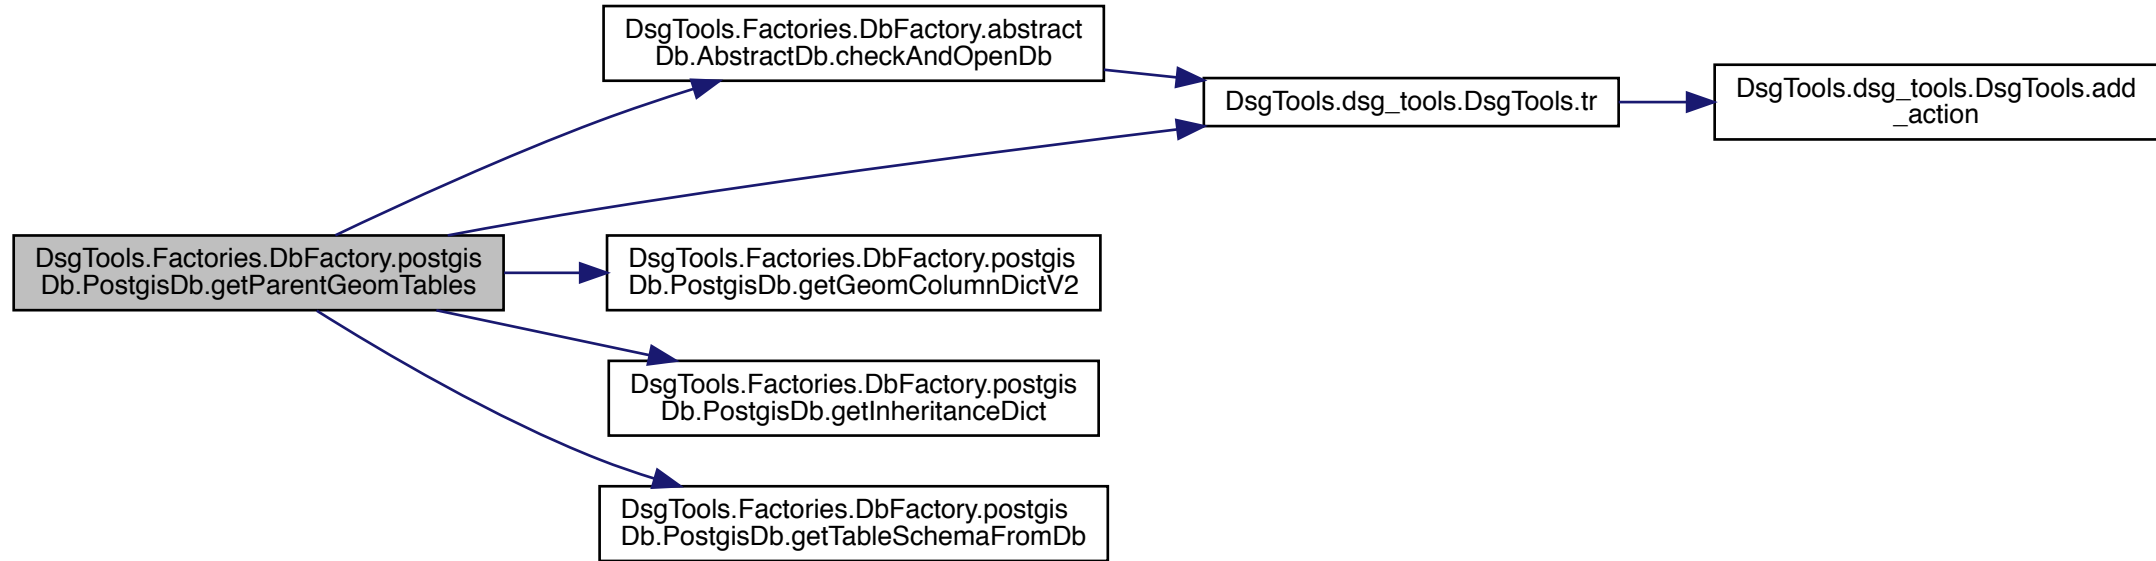 DsgTools.Factories.DbFactory.abstract
Db.AbstractDb.checkAndOpenDb
DsgTools.dsg_tools.DsgTools.tr
DsgTools.dsg_tools.DsgTools.add
_action
DsgTools.Factories.DbFactory.postgis
Db.PostgisDb.getParentGeomTables
DsgTools.Factories.DbFactory.postgis
Db.PostgisDb.getGeomColumnDictV2
DsgTools.Factories.DbFactory.postgis
Db.PostgisDb.getInheritanceDict
DsgTools.Factories.DbFactory.postgis
Db.PostgisDb.getTableSchemaFromDb